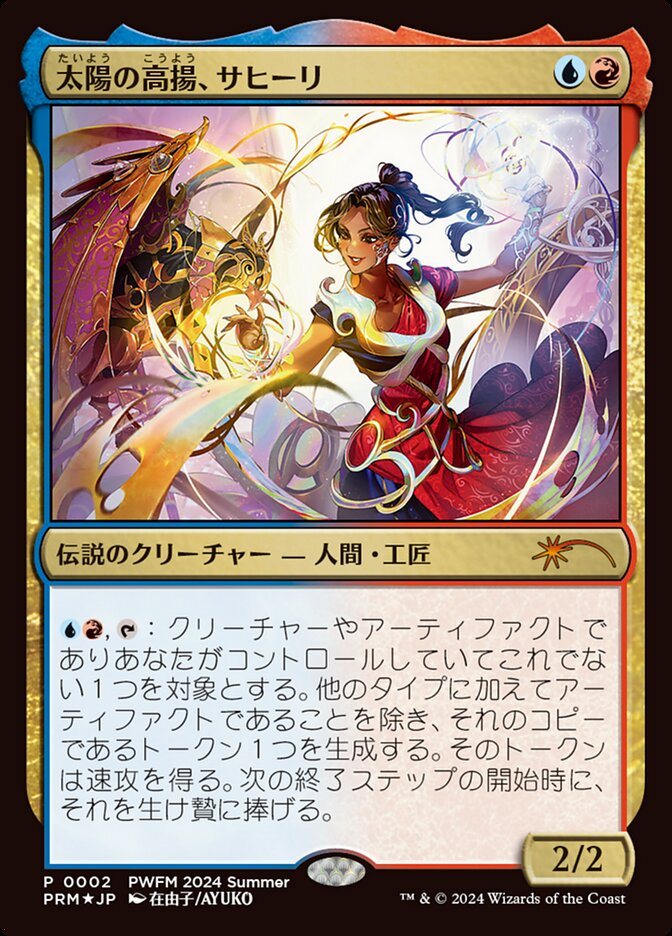 たいよう こうよう
太陽の高揚、サヒーリ
伝説のクリーチャー — 人間・工匠
：クリーチャーやアーティファクトで
ありあなたがコントロールしていてこれでな
い１つを対象とする。他のタイプに加えてアー
ティファクトであることを除き、それのコピー
であるトークン１つを生成する。そのトークン
は速攻を得る。次の終了ステップの開始時に、
それを生け贄に捧げる。
2/2
P 0002 PWFM 2024 Summer
PRM★JP 在由子/AYUKO
™ & © 2024 Wizards of the Coast